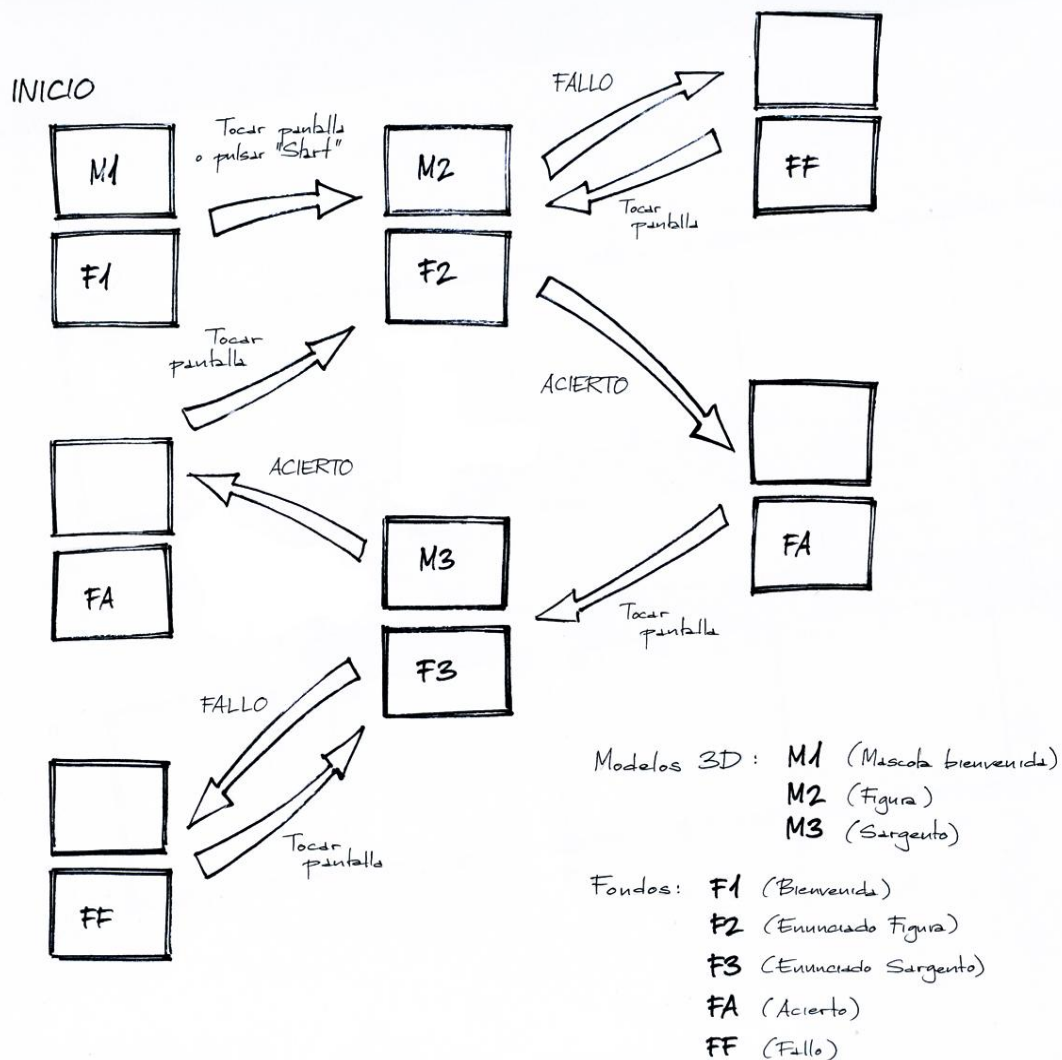 INICIO
M1
F1
Tocar pantalla
o pulsar "Start"
M2
F2
FALLO
Tocar
pantalla
FF
Tocar
pantalla
ACIERTO
ACIERTO
FA
M3
F3
FA
Tocar
pantalla
FALLO
Tocar
pantalla
FF
Modelos 3D: M1 (Mascota bienvenida)
M2 (Figura)
M3 (Sargento)
Fondos: F1 (Bienvenida)
F2 (Enunciado Figura)
F3 (Enunciado Sargento)
FA (Acierto)
FF (Fallo)